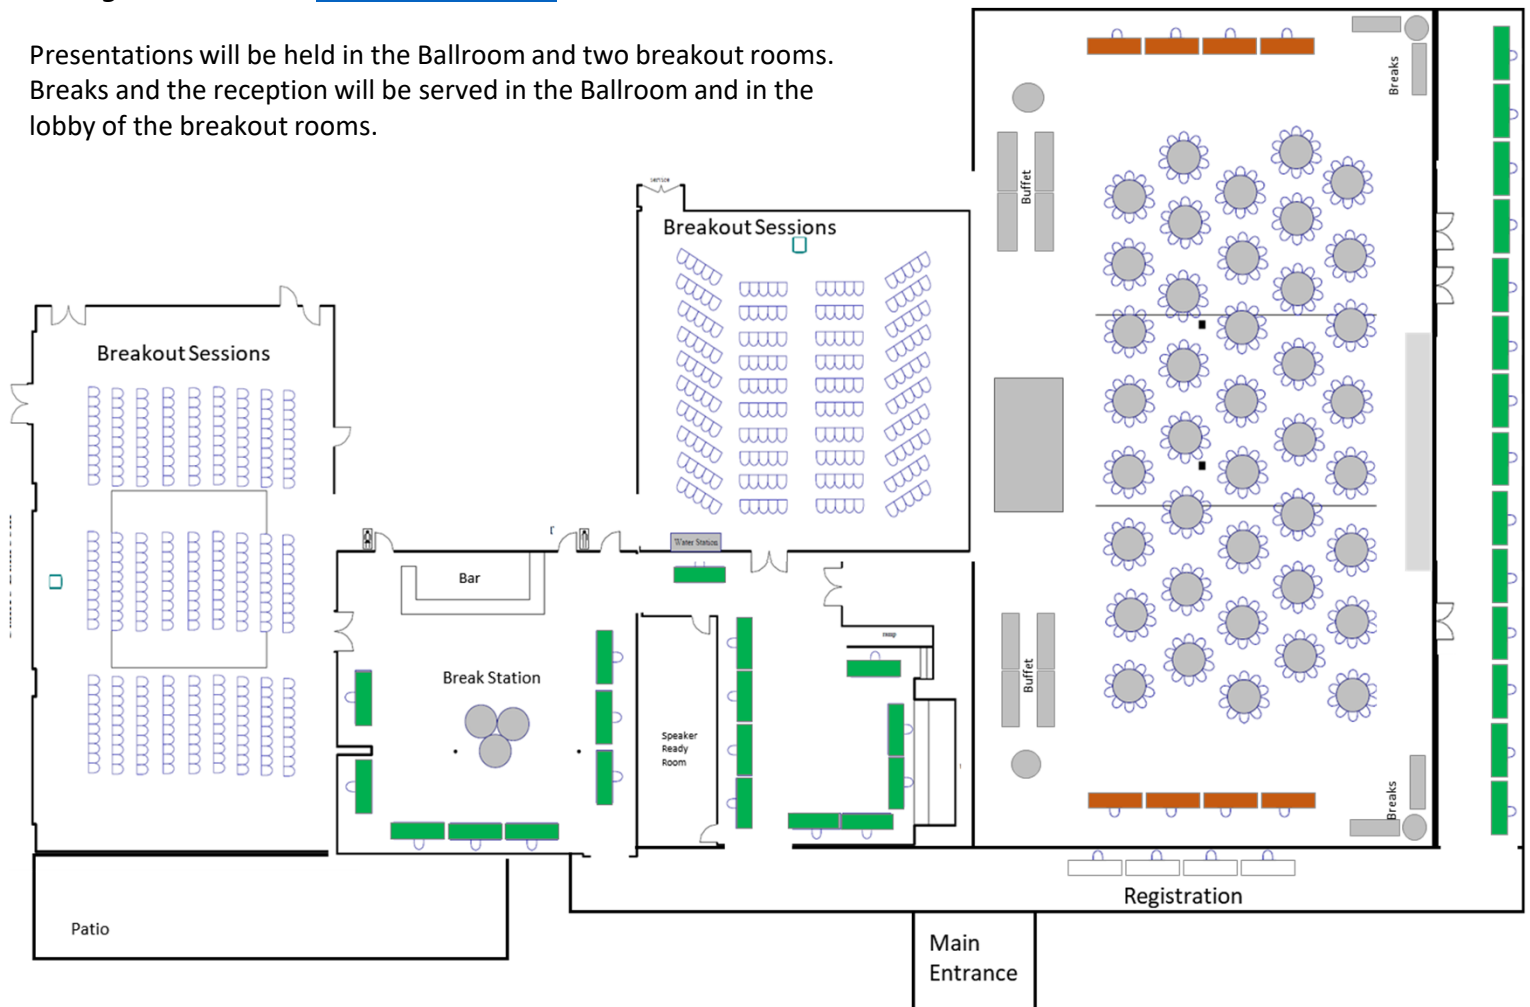 Presentations will be held in the Ballroom and two breakout rooms.
Breaks and the reception will be served in the Ballroom and in the
lobby of the breakout rooms.
Breaks
service
Breakout Sessions
Buffet
Breakout Sessions
Water Station
Bar
Break Station
Speaker
Ready
Room
Buffet
Breaks
Registration
Patio
Main
Entrance